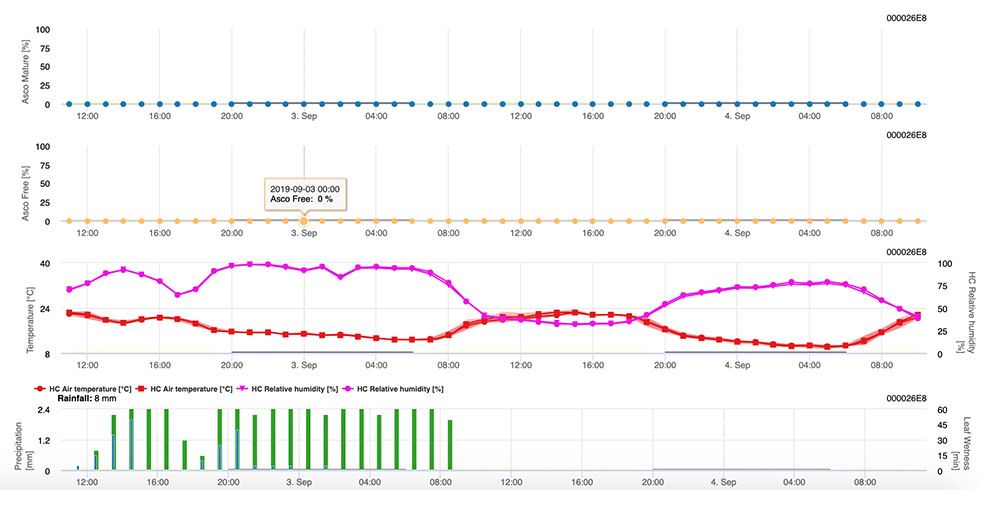 000026E8
Asco Mature [%]
100
75
50
25
0
12:00 16:00 20:00 3. Sep 04:00 08:00 12:00 16:00 20:00 4. Sep 04:00 08:00
000026E8
Asco Free [%]
100
75
50
25
0
2019-09-03 00:00
Asco Free: 0 %
12:00 16:00 20:00 3. Sep 04:00 08:00 12:00 16:00 20:00 4. Sep 04:00 08:00
000026E8
Temperature [°C]
40
24
8
100
75
50
25
0
HC Relative humidity
[%]
12:00 16:00 20:00 3. Sep 04:00 08:00 12:00 16:00 20:00 4. Sep 04:00 08:00
HC Air temperature [°C] HC Air temperature [°C] HC Relative humidity [%] HC Relative humidity [%]
Rainfall: 8 mm
000026E8
Precipitation
[mm]
2.4
1.2
0
60
45
30
15
0
Leaf Wetness
[min]
12:00 16:00 20:00 3. Sep 04:00 08:00 12:00 16:00 20:00 4. Sep 04:00 08:00